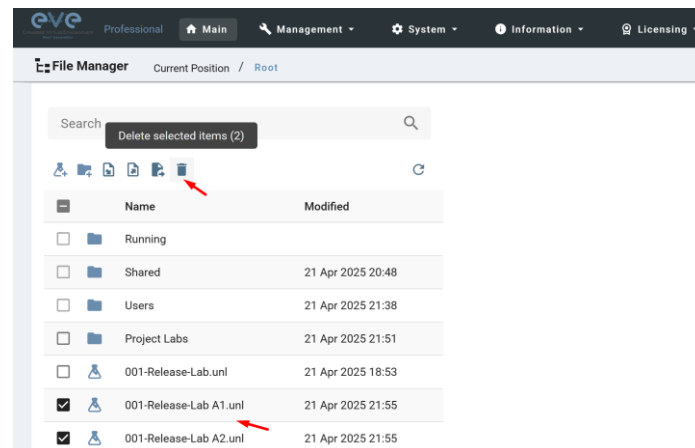 eve
Professional Main Management System Information Licensing
File Manager Current Position / Root
Search
Delete selected items (2)
Name Modified
Running
Shared 21 Apr 2025 20:48
Users 21 Apr 2025 21:38
Project Labs 21 Apr 2025 21:51
001-Release-Lab.unl 21 Apr 2025 18:53
001-Release-Lab A1.unl 21 Apr 2025 21:55
001-Release-Lab A2.unl 21 Apr 2025 21:55